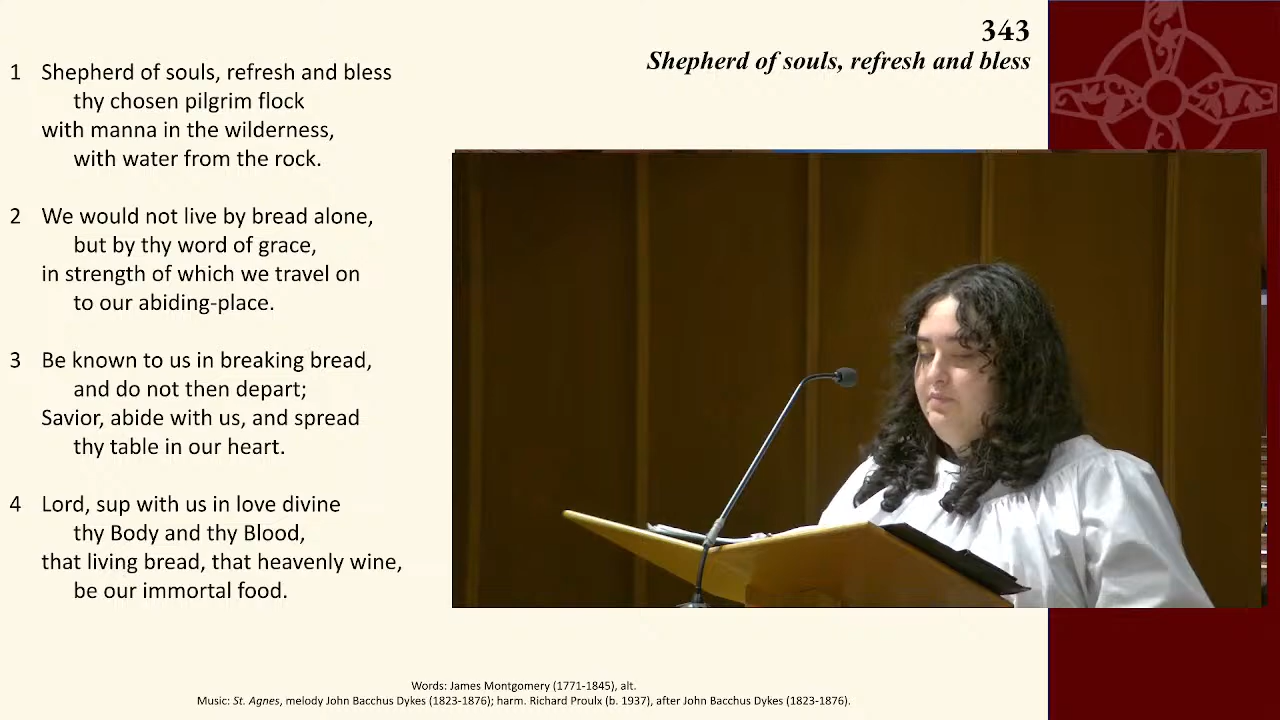 343
Shepherd of souls, refresh and bless
1 Shepherd of souls, refresh and bless
thy chosen pilgrim flock
with manna in the wilderness,
with water from the rock.
2 We would not live by bread alone,
but by thy word of grace,
in strength of which we travel on
to our abiding-place.
3 Be known to us in breaking bread,
and do not then depart;
Savior, abide with us, and spread
thy table in our heart.
4 Lord, sup with us in love divine
thy Body and thy Blood,
that living bread, that heavenly wine,
be our immortal food.
Words: James Montgomery (1771-1845), alt.
Music: St. Agnes, melody John Bacchus Dykes (1823-1876); harm. Richard Proulx (b. 1937), after John Bacchus Dykes (1823-1876).